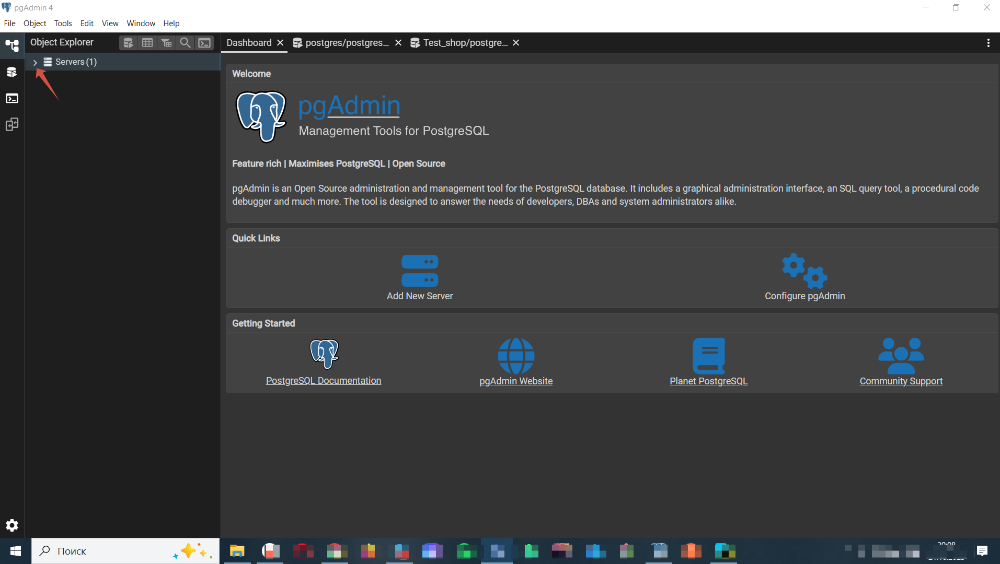 pgAdmin 4
File Object Tools Edit View Window Help
Object Explorer
Dashboard
postgres/postgres...
Test_shop/postgre...
Servers (1)
Welcome
pgAdmin
Management Tools for PostgreSQL
Feature rich | Maximises PostgreSQL | Open Source
pgAdmin is an Open Source administration and management tool for the PostgreSQL database. It includes a graphical administration interface, an SQL query tool, a procedural code
debugger and much more. The tool is designed to answer the needs of developers, DBAs and system administrators alike.
Quick Links
Add New Server
Configure pgAdmin
Getting Started
PostgreSQL Documentation
pgAdmin Website
Planet PostgreSQL
Community Support
Поиск